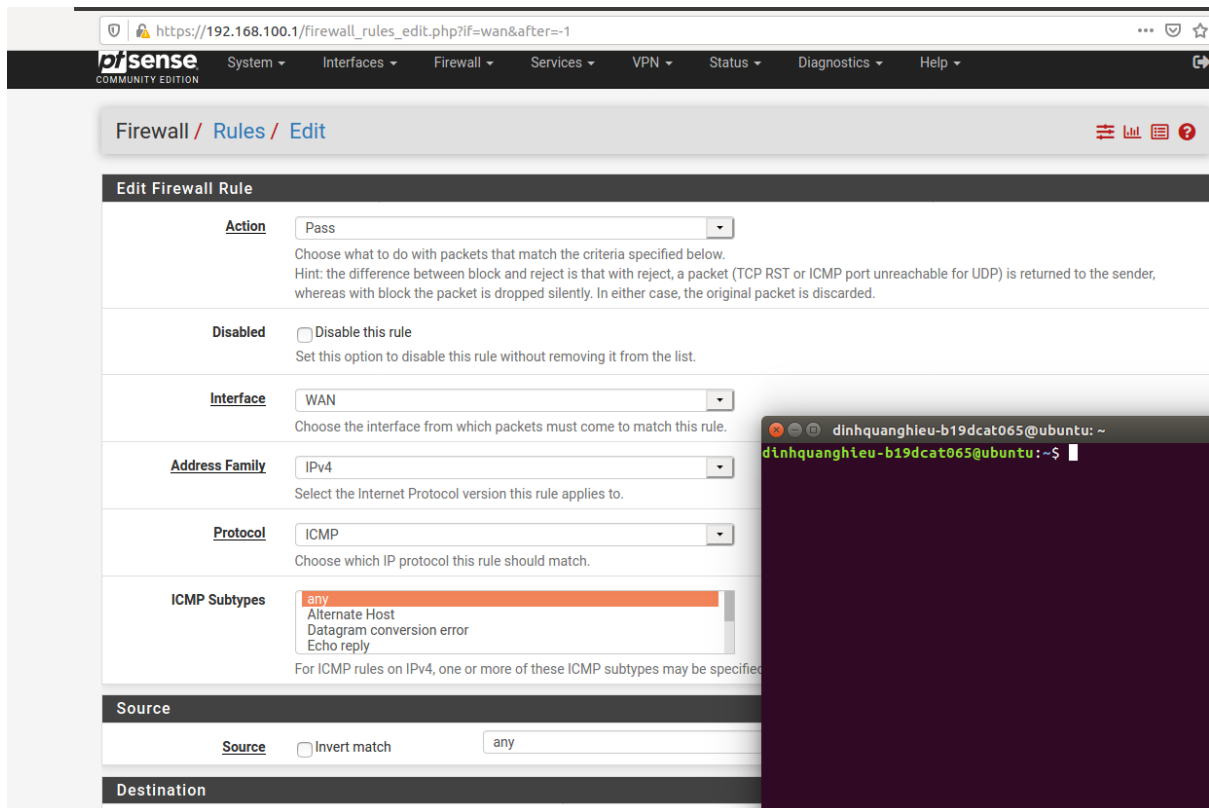 https://192.168.100.1/firewall_rules_edit.php?if=wan&after=-1
pfsense
COMMUNITY EDITION
System Interfaces Firewall Services VPN Status Diagnostics Help
Firewall / Rules / Edit
Edit Firewall Rule
Action
Pass
Choose what to do with packets that match the criteria specified below.
Hint: the difference between block and reject is that with reject, a packet (TCP RST or ICMP port unreachable for UDP) is returned to the sender,
whereas with block the packet is dropped silently. In either case, the original packet is discarded.
Disabled
Disable this rule
Set this option to disable this rule without removing it from the list.
Interface
WAN
Choose the interface from which packets must come to match this rule.
Address Family
IPv4
Select the Internet Protocol version this rule applies to.
Protocol
ICMP
Choose which IP protocol this rule should match.
ICMP Subtypes
any
Alternate Host
Datagram conversion error
Echo reply
For ICMP rules on IPv4, one or more of these ICMP subtypes may be specified
Source
Source
Invert match
any
Destination
dinhquanghieu-b19dcat065@ubuntu: ~
dinhquanghieu-b19dcat065@ubuntu:~$